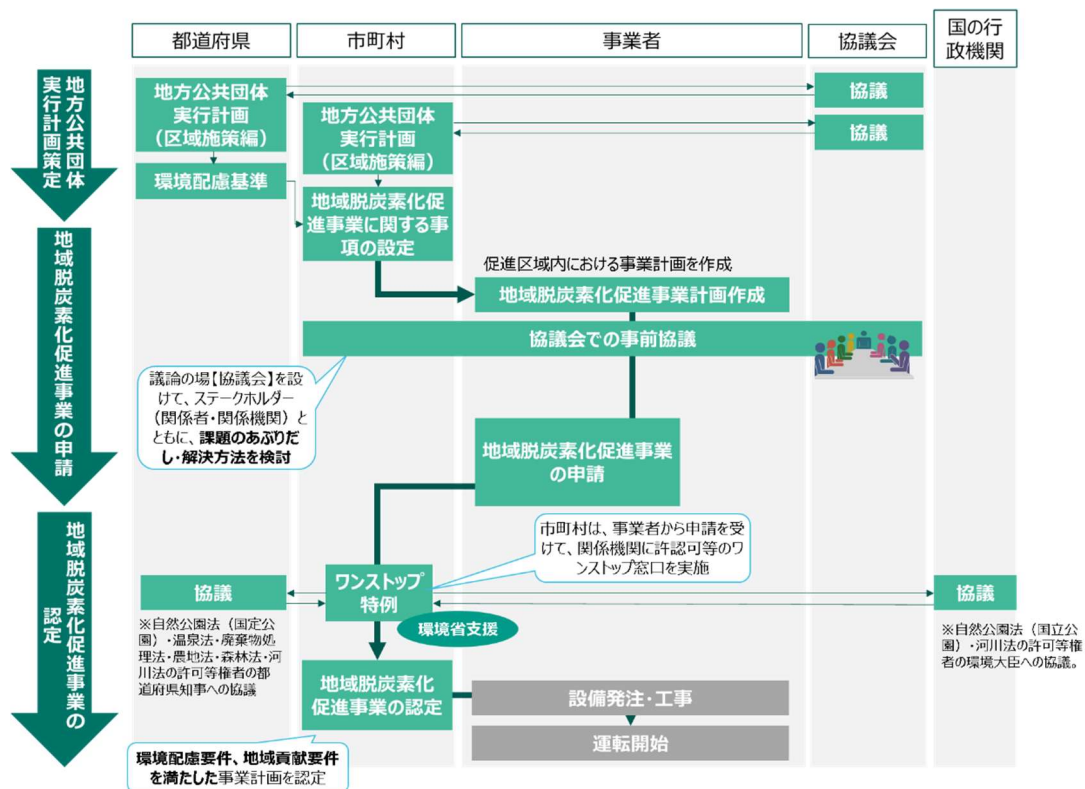 都道府県
市町村
事業者
協議会
国の行
政機関
地方公共団体
実行計画策定
地方公共団体
実行計画
（区域施策編）
地方公共団体
実行計画
（区域施策編）
協議
協議
環境配慮基準
地域脱炭素化促
進事業に関する事
項の設定
地域脱炭素化促進事業の申請
促進区域内における事業計画を作成
地域脱炭素化促進事業計画作成
協議会での事前協議
議論の場【協議会】を設
けて、ステークホルダー
（関係者・関係機関）と
ともに、課題のあぶりだ
し・解決方法を検討
地域脱炭素化促進事業
の申請
地域脱炭素化促進事業の
認定
市町村は、事業者から申請を受
けて、関係機関に許認可等のワ
ンストップ窓口を実施
協議
ワンストップ
特例
協議
環境省支援
※自然公園法（国定公
園）・温泉法・廃棄物処
理法・農地法・森林法・河
川法の許可等権者の都
道府県知事への協議
※自然公園法（国立公
園）・河川法の許可等権
者の環境大臣への協議。
地域脱炭素化
促進事業の認定
設備発注・工事
運転開始
環境配慮要件、地域貢献要件
を満たした事業計画を認定